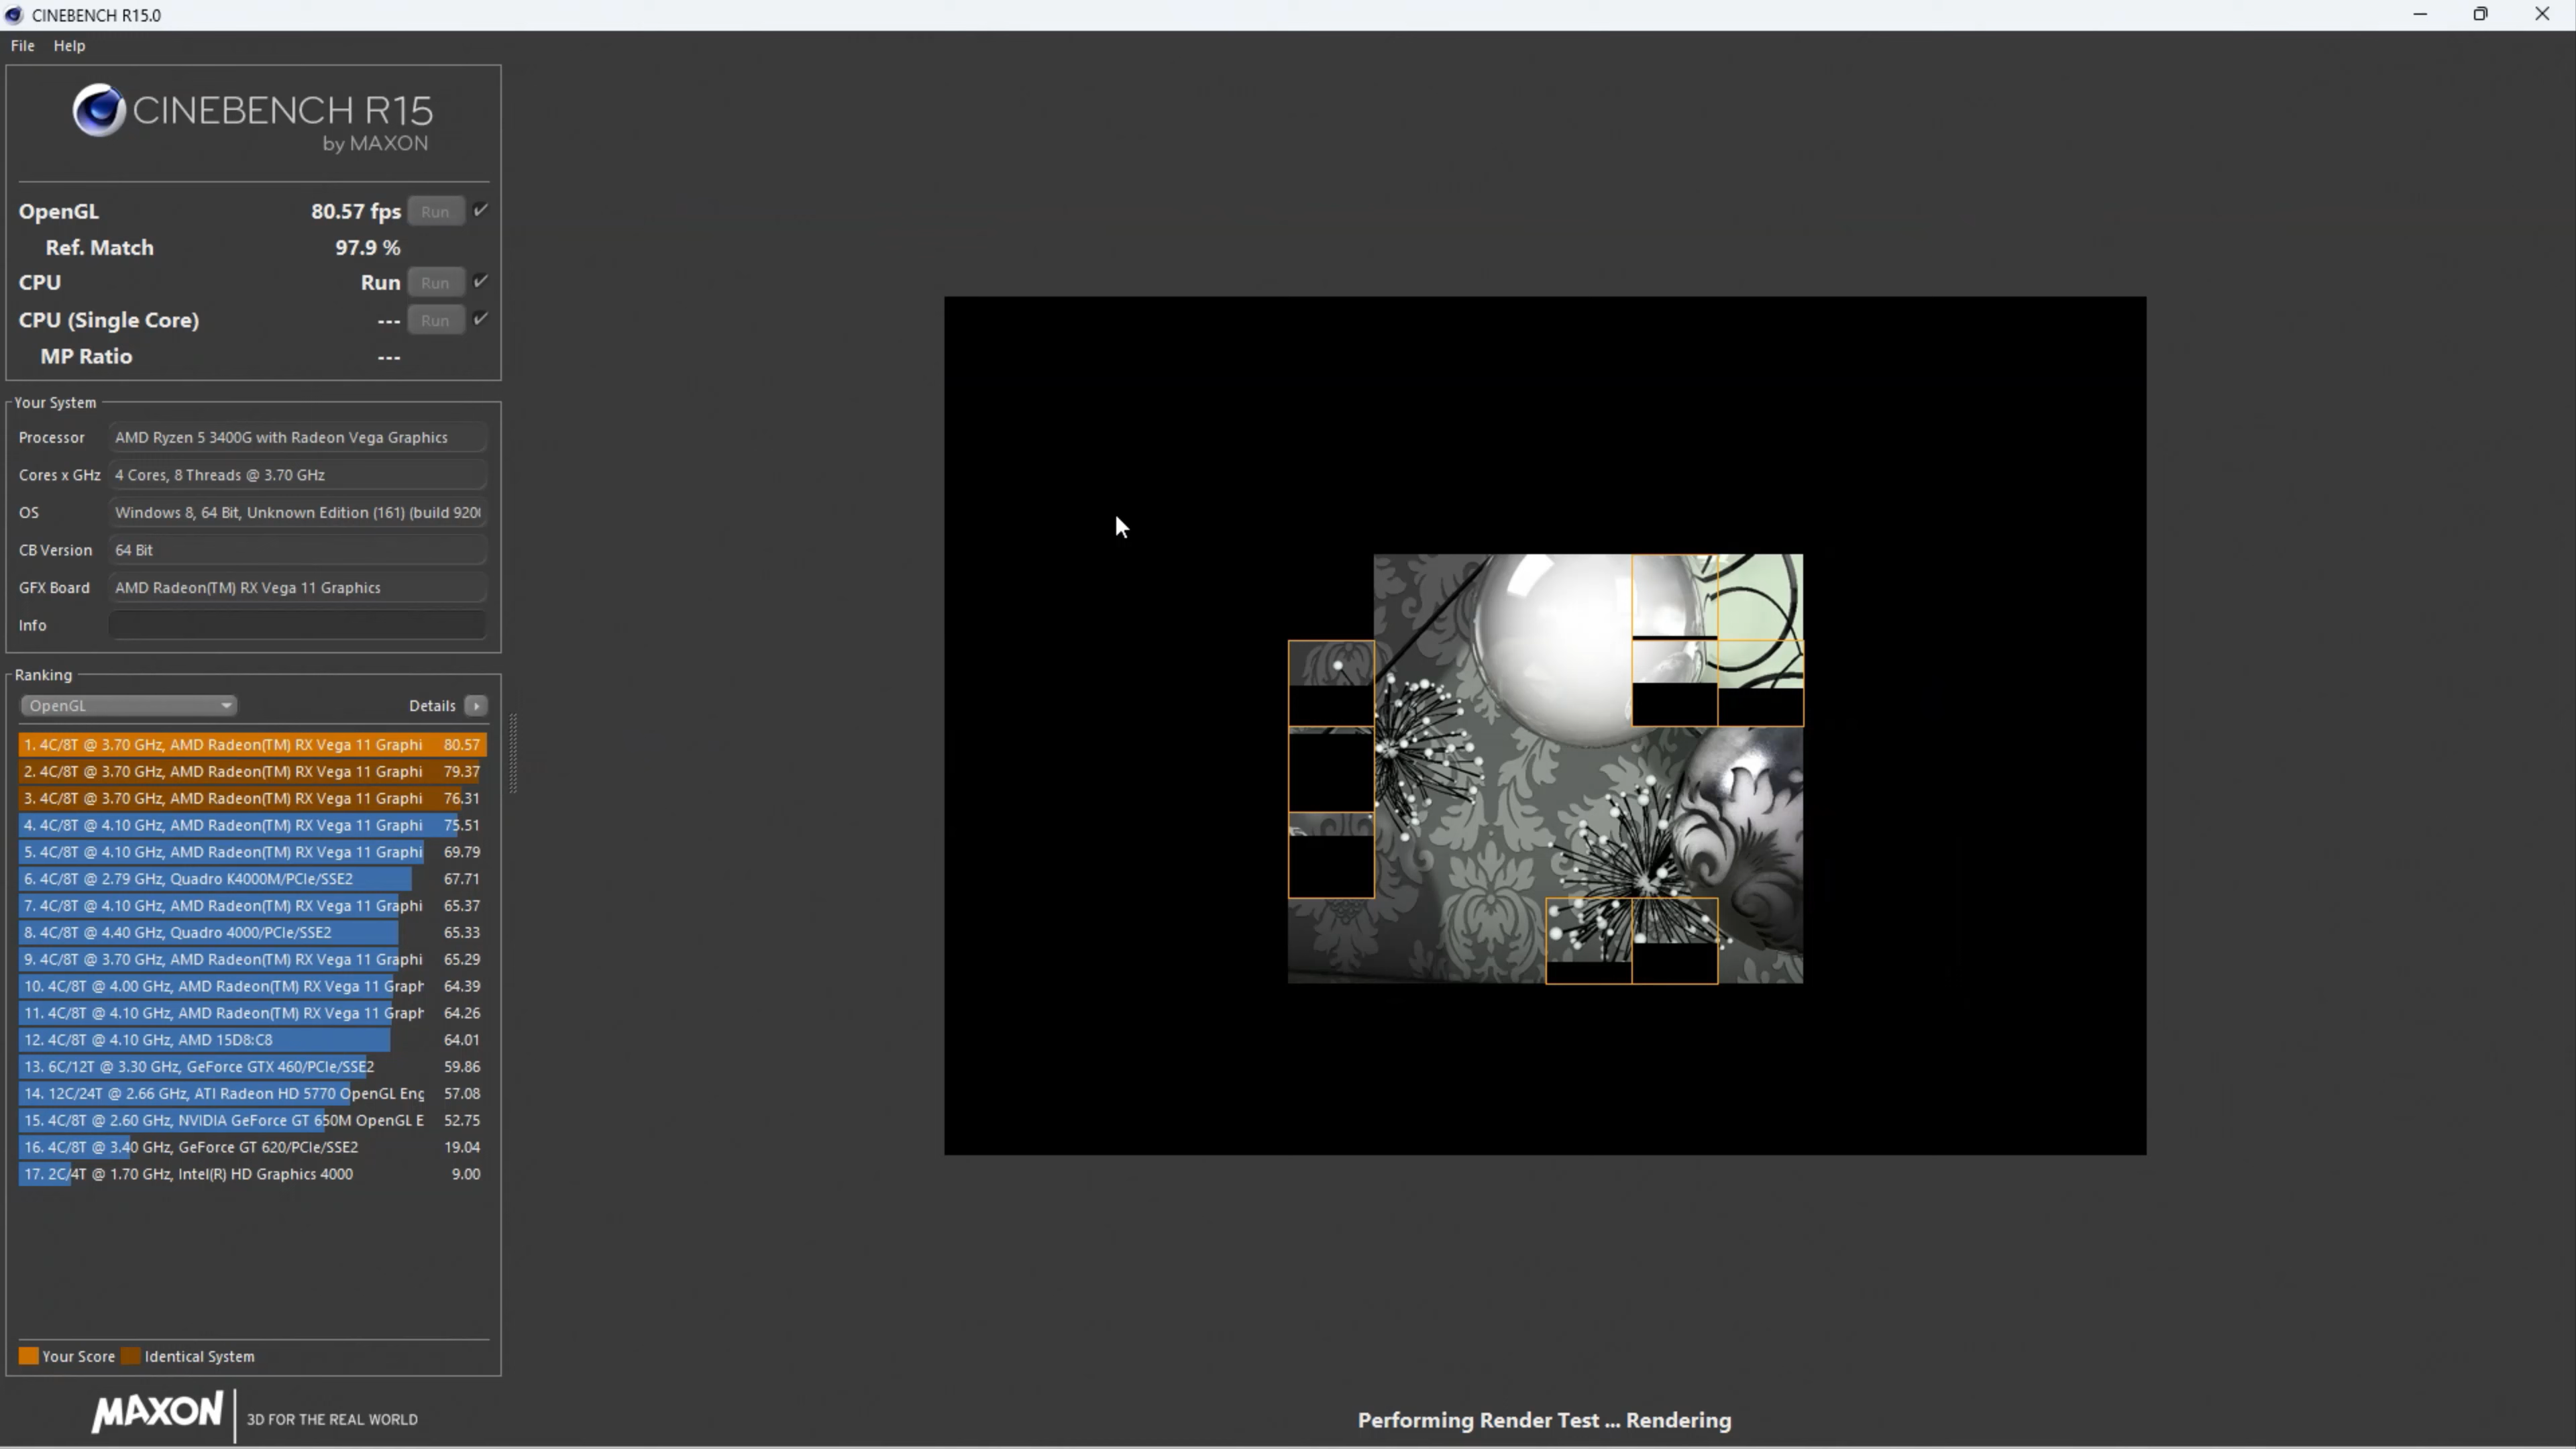 CINEBENCH R15.0
File Help
CINEBENCH R15
by MAXON
OpenGL 80.57 fps Run
Ref. Match 97.9 %
CPU Run Run
CPU (Single Core) --- Run
MP Ratio ---
Your System
Processor AMD Ryzen 5 3400G with Radeon Vega Graphics
Cores x GHz 4 Cores, 8 Threads @ 3.70 GHz
OS Windows 8, 64 Bit, Unknown Edition (161) (build 920
CB Version 64 Bit
GFX Board AMD Radeon(TM) RX Vega 11 Graphics
Info
Ranking
OpenGL Details
1. 4C/8T @ 3.70 GHz, AMD Radeon(TM) RX Vega 11 Graphi 80.57
2. 4C/8T @ 3.70 GHz, AMD Radeon(TM) RX Vega 11 Graphi 79.37
3. 4C/8T @ 3.70 GHz, AMD Radeon(TM) RX Vega 11 Graphi 76.31
4. 4C/8T @ 4.10 GHz, AMD Radeon(TM) RX Vega 11 Graphi 75.51
5. 4C/8T @ 4.10 GHz, AMD Radeon(TM) RX Vega 11 Graphi 69.79
6. 4C/8T @ 2.79 GHz, Quadro K4000M/PCIe/SSE2 67.71
7. 4C/8T @ 4.10 GHz, AMD Radeon(TM) RX Vega 11 Graphi 65.37
8. 4C/8T @ 4.40 GHz, Quadro 4000/PCIe/SSE2 65.33
9. 4C/8T @ 3.70 GHz, AMD Radeon(TM) RX Vega 11 Graphi 65.29
10. 4C/8T @ 4.00 GHz, AMD Radeon(TM) RX Vega 11 Graph 64.39
11. 4C/8T @ 4.10 GHz, AMD Radeon(TM) RX Vega 11 Graph 64.26
12. 4C/8T @ 4.10 GHz, AMD 15D8:C8 64.01
13. 6C/12T @ 3.30 GHz, GeForce GTX 460/PCIe/SSE2 59.86
14. 12C/24T @ 2.66 GHz, ATI Radeon HD 5770 OpenGL Eng 57.08
15. 4C/8T @ 2.60 GHz, NVIDIA GeForce GT 650M OpenGL E 52.75
16. 4C/8T @ 3.40 GHz, GeForce GT 620/PCIe/SSE2 19.04
17. 2C/4T @ 1.70 GHz, Intel(R) HD Graphics 4000 9.00
Your Score Identical System
MAXON 3D FOR THE REAL WORLD
Performing Render Test ... Rendering